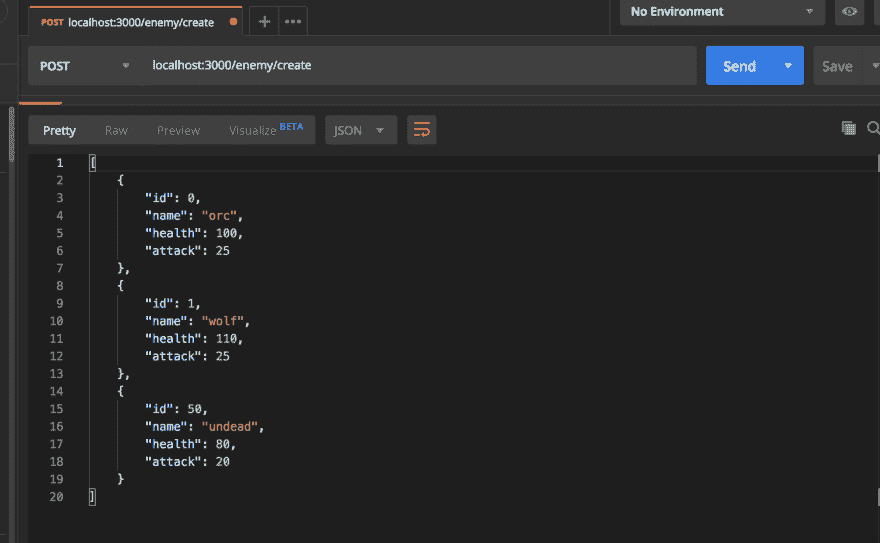 POST localhost:3000/enemy/create
No Environment
POST localhost:3000/enemy/create Send Save
Pretty Raw Preview Visualize BETA JSON
1 [
2 {
3 "id": 0,
4 "name": "orc",
5 "health": 100,
6 "attack": 25
7 },
8 {
9 "id": 1,
10 "name": "wolf",
11 "health": 110,
12 "attack": 25
13 },
14 {
15 "id": 50,
16 "name": "undead",
17 "health": 80,
18 "attack": 20
19 }
20 ]